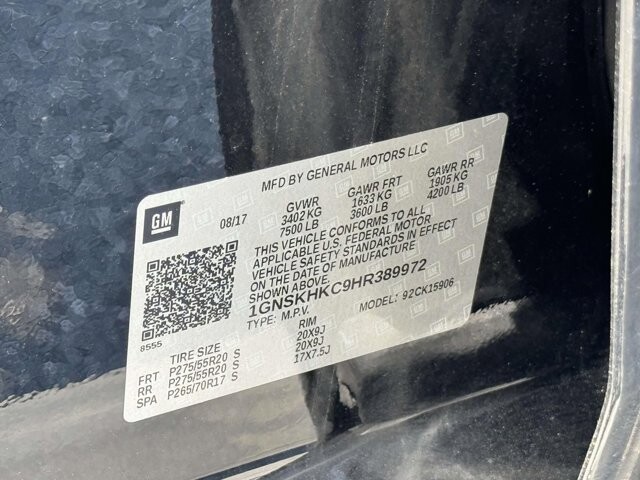 MFD BY GENERAL MOTORS LLC
GM
08/17
GVWR GAWR FRT GAWR RR
3402 KG 1633 KG 1905 KG
7500 LB 3600 LB 4200 LB
THIS VEHICLE CONFORMS TO ALL
APPLICABLE U.S. FEDERAL MOTOR
VEHICLE SAFETY STANDARDS IN EFFECT
ON THE DATE OF MANUFACTURE
SHOWN ABOVE.
1GNSKHKC9HR389972
TYPE: M.P.V. MODEL: 92CK15906
8555
TIRE SIZE RIM
FRT P275/55R20 S 20X9J
RR P275/55R20 S 20X9J
SPA P265/70R17 S 17X7.5J